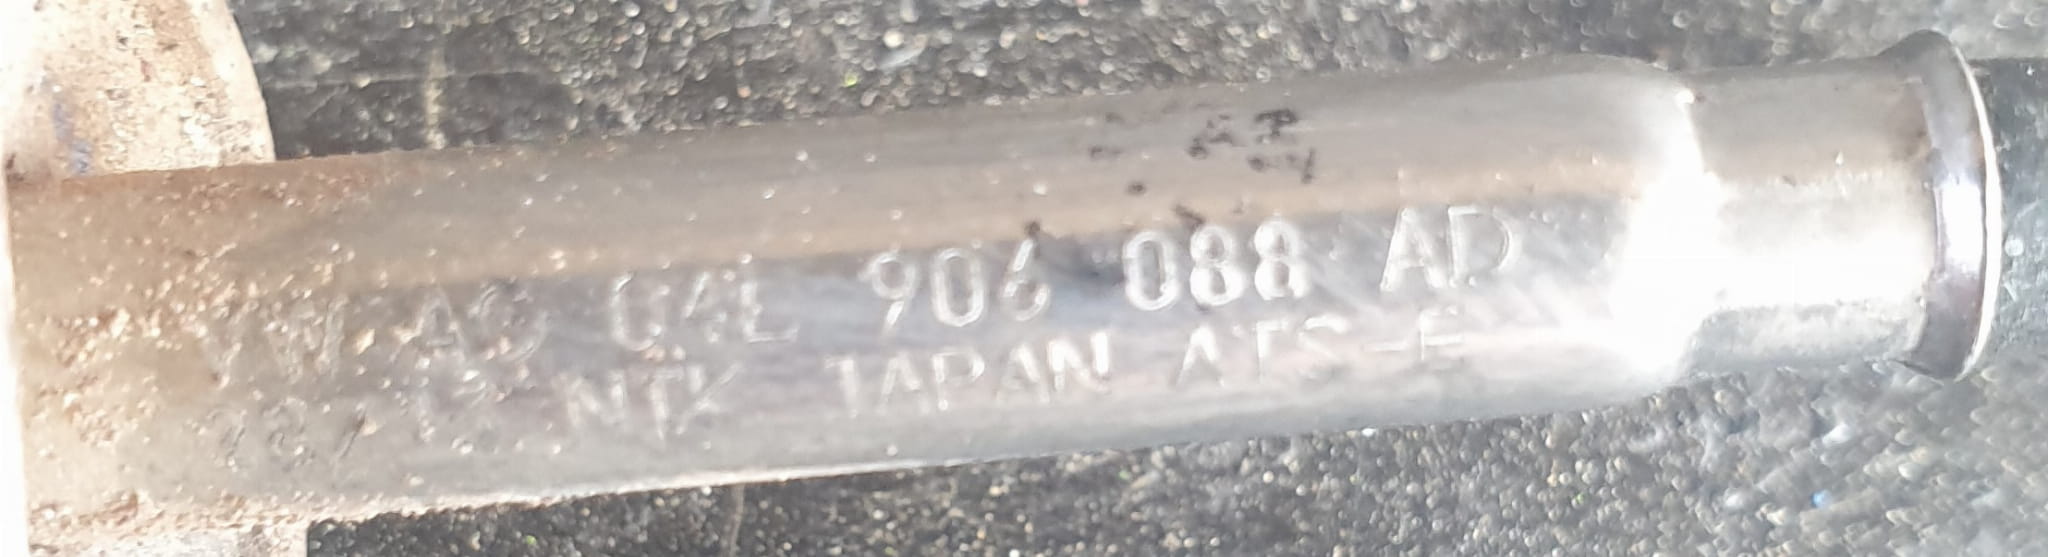 VW AG 04L 906 088 AD
NTK JAPAN ATS-F